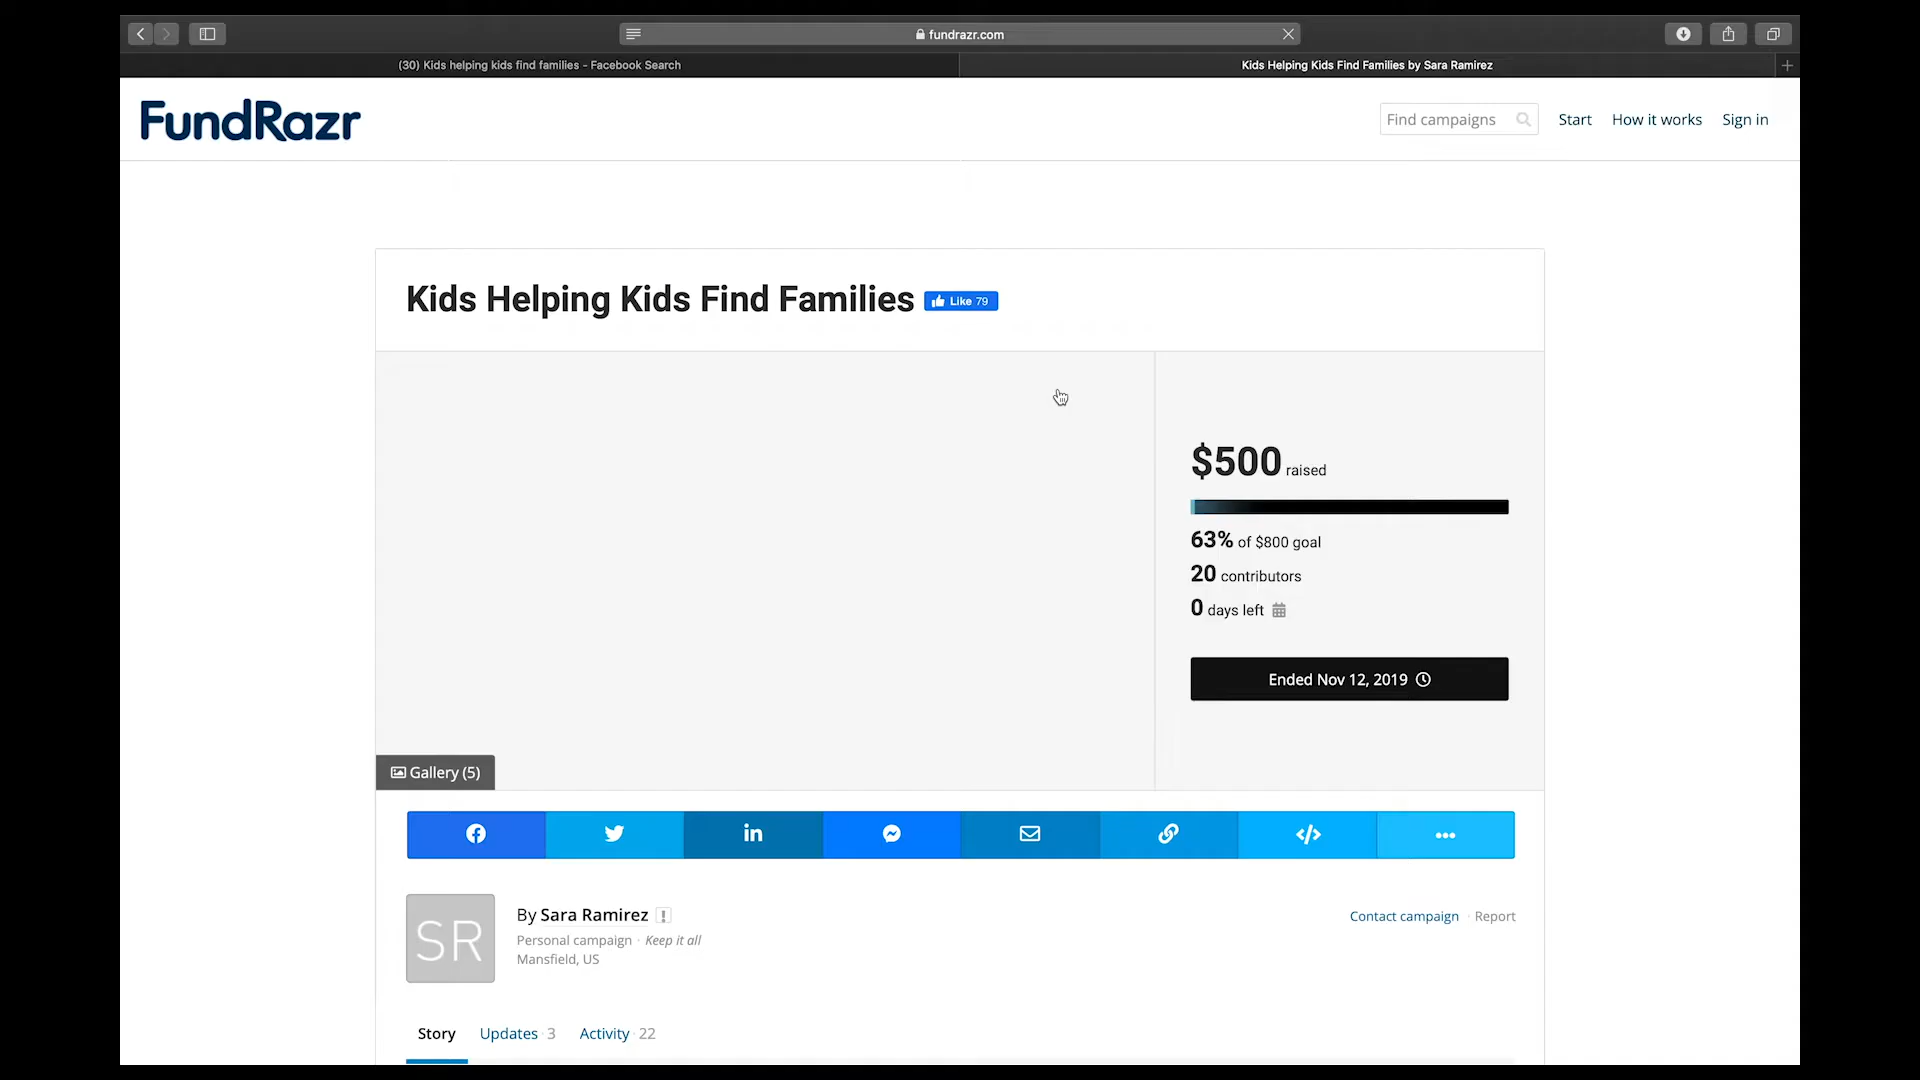 fundrazr.com
(30) Kids helping kids find families - Facebook Search
Kids Helping Kids Find Families by Sara Ramirez
FundRazr
Find campaigns
Start
How it works
Sign in
Kids Helping Kids Find Families
Like 79
$500 raised
63% of $800 goal
20 contributors
0 days left
Ended Nov 12, 2019
Gallery (5)
SR
By Sara Ramirez
Personal campaign · Keep it all
Mansfield, US
Contact campaign · Report
Story
Updates · 3
Activity · 22